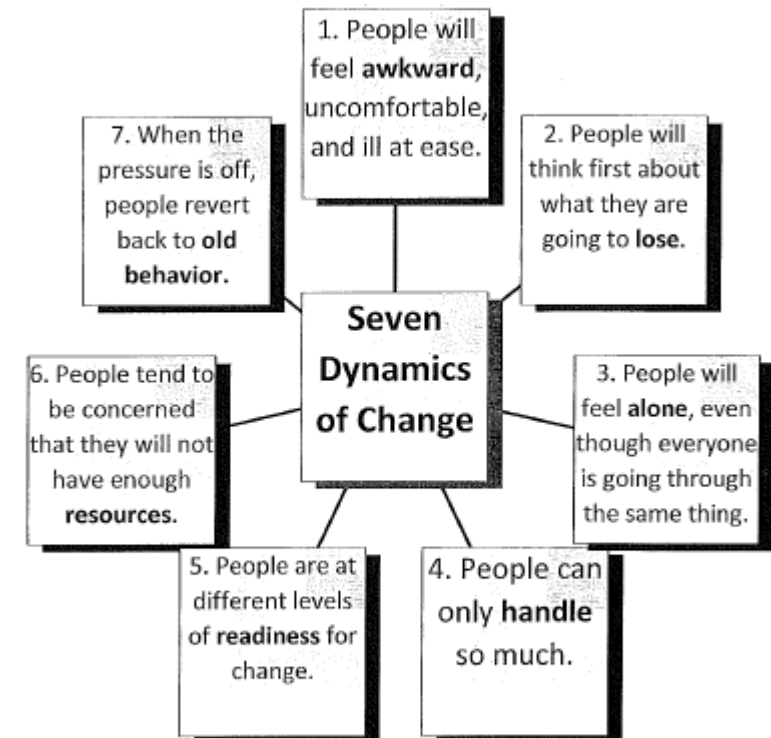 1. People will
feel awkward,
uncomfortable,
and ill at ease.
2. People will
think first about
what they are
going to lose.
3. People will
feel alone, even
though everyone
is going through
the same thing.
4. People can
only handle
so much.
5. People are at
different levels
of readiness for
change.
6. People tend to
be concerned
that they will not
have enough
resources.
7. When the
pressure is off,
people revert
back to old
behavior.
Seven
Dynamics
of Change